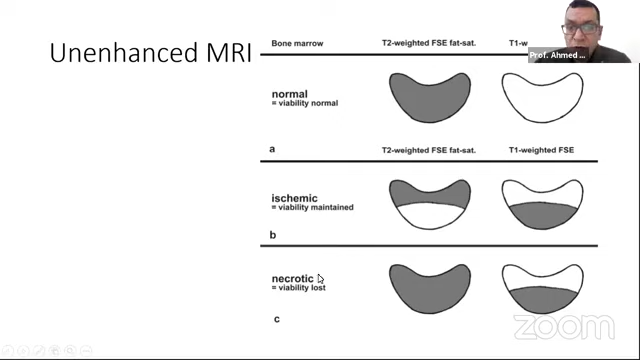 Unenhanced MRI
Bone marrow
T2-weighted FSE fat-sat.
T1-w
Prof. Ahmed ...
normal
= viability normal
a
T2-weighted FSE fat-sat.
T1-weighted FSE
ischemic
= viability maintained
b
necrotic
= viability lost
c
zoom